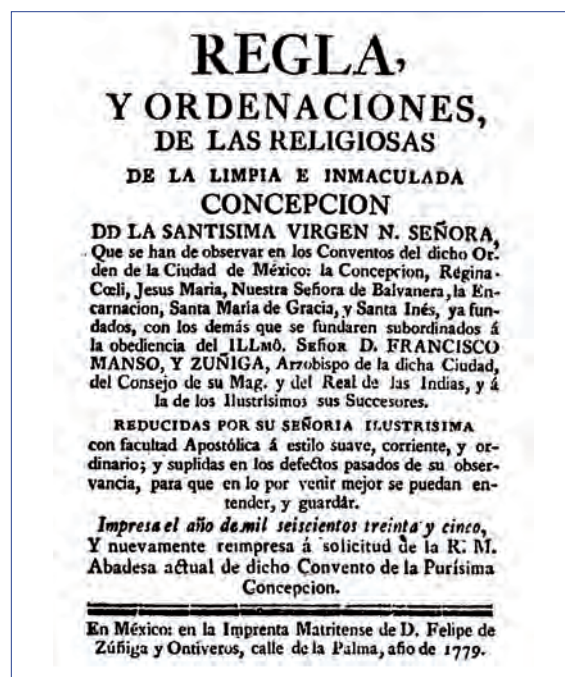 REGLA,
Y ORDENACIONES,
DE LAS RELIGIOSAS
DE LA LIMPIA E INMACULADA
CONCEPCION
DD LA SANTISIMA VIRGEN N. SEÑORA,
Que se han de observar en los Conventos del dicho Or-
den de la Ciudad de México: la Concepcion, Regina-
Cœli, Jesus Maria, Nuestra Señora de Balvanera, la En-
carnacion, Santa Maria de Gracia, y Santa Inés, ya fun-
dados, con los demás que se fundaren subordinados á
la obediencia del ILLmô. Señor D. FRANCISCO
MANSO, Y ZUÑIGA, Arzobispo de la dicha Ciudad,
del Consejo de su Mag. y del Real de las Indias, y á
la de los Ilustrisimos sus Succesores.
REDUCIDAS POR SU SEÑORIA ILUSTRISIMA
con facultad Apostólica á estilo suave, corriente, y or-
dinario; y suplidas en los defectos pasados de su obser-
vancia, para que en lo por venir mejor se puedan en-
tender, y guardár.
Impresa el año de mil seiscientos treinta y cinco,
Y nuevamente reimpresa á solicitud de la R. M.
Abadesa actual de dicho Convento de la Purísima
Concepcion.
En México: en la Imprenta Matritense de D. Felipe de
Zúñiga y Ontiveros, calle de la Palma, año de 1779.